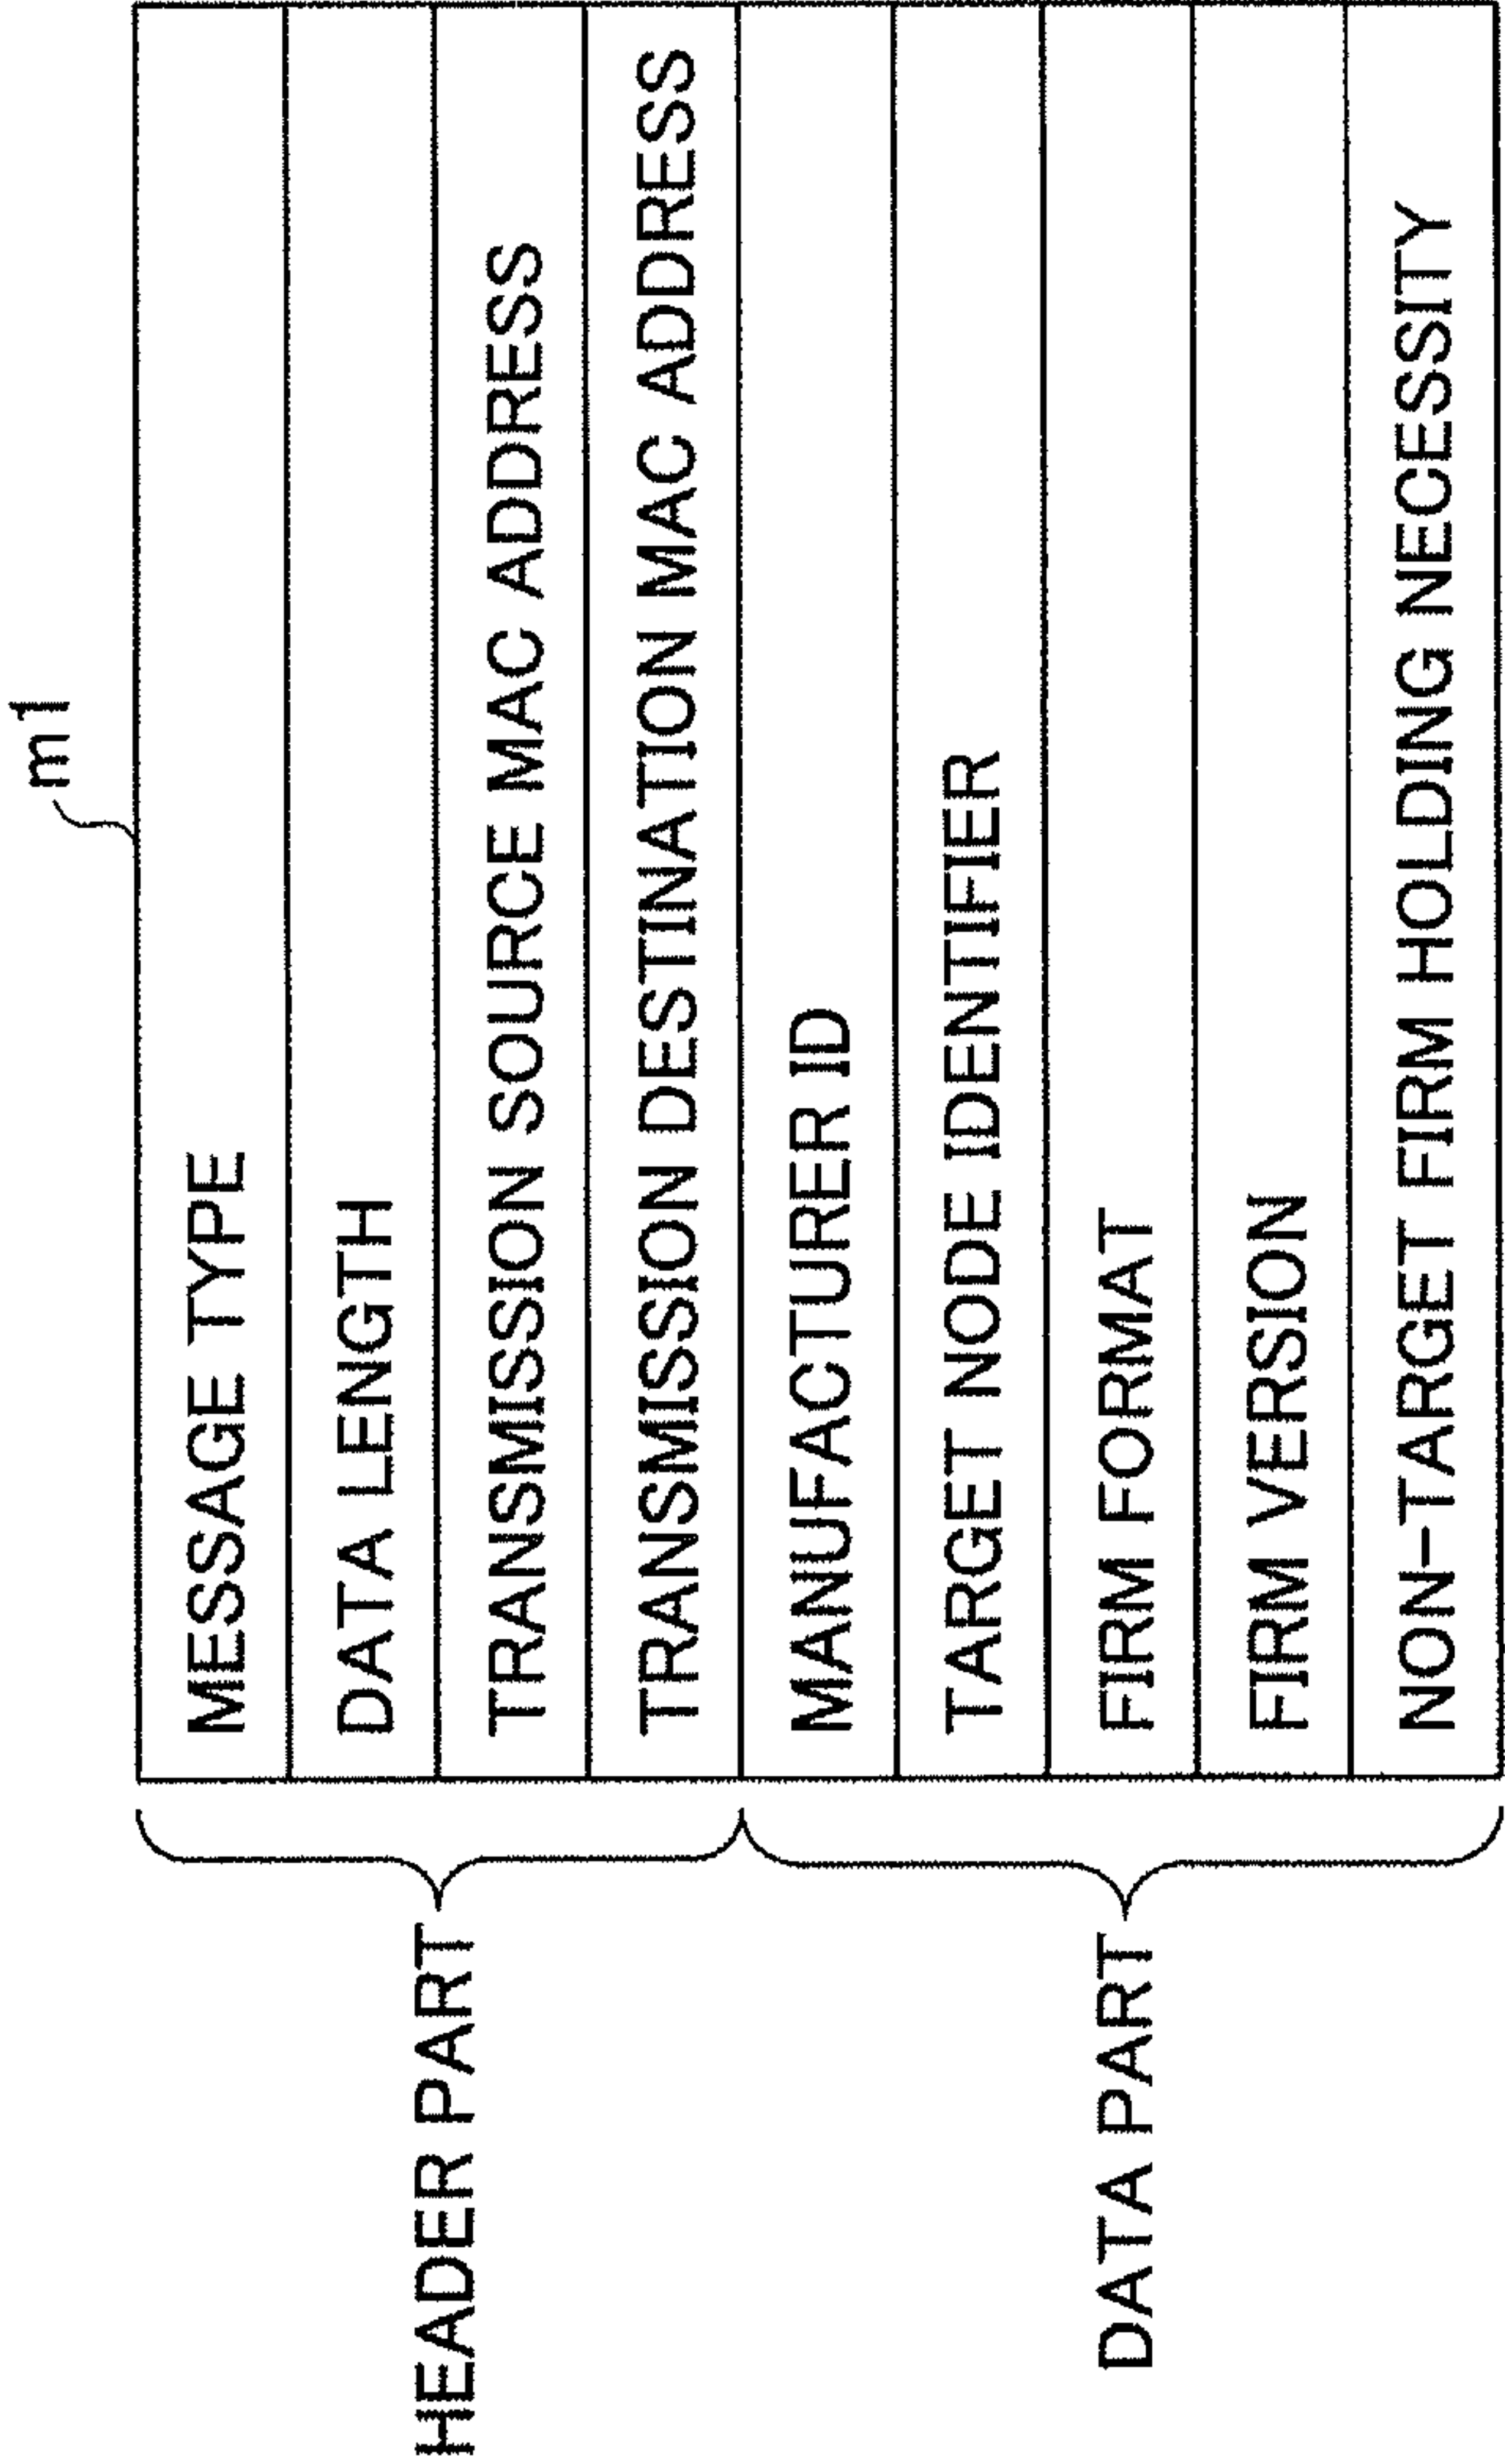 m1
HEADER PART
MESSAGE TYPE
DATA LENGTH
TRANSMISSION SOURCE MAC ADDRESS
TRANSMISSION DESTINATION MAC ADDRESS
DATA PART
MANUFACTURER ID
TARGET NODE IDENTIFIER
FIRM FORMAT
FIRM VERSION
NON-TARGET FIRM HOLDING NECESSITY